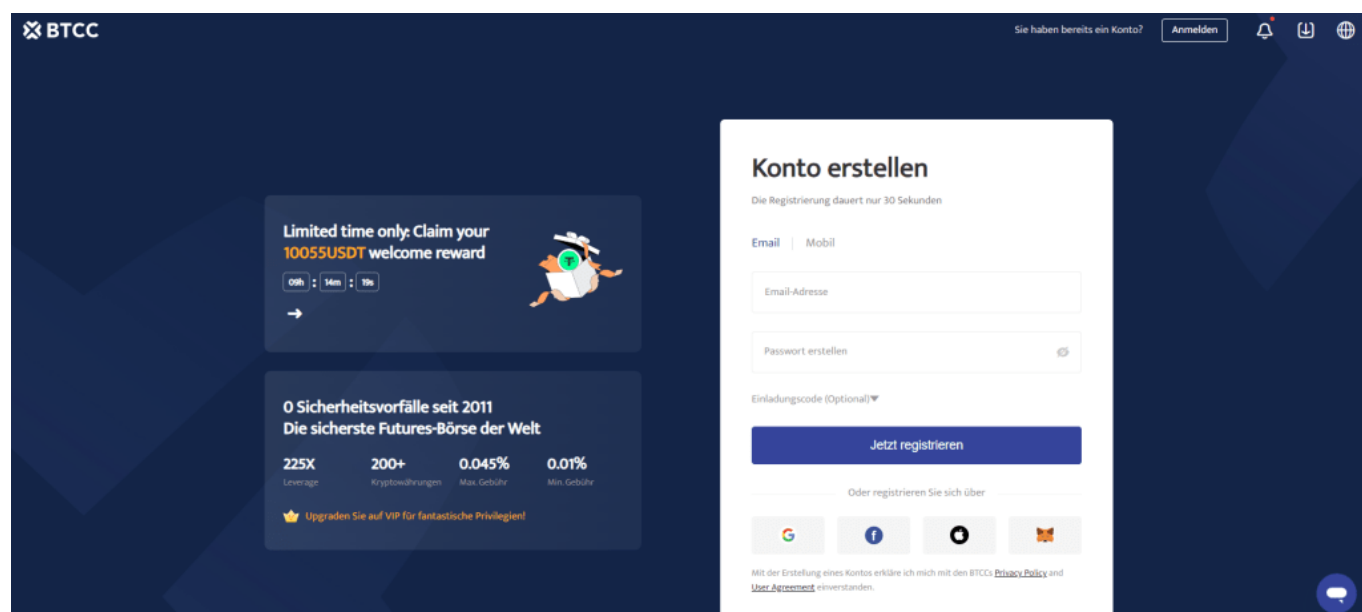 BTCC
Sie haben bereits ein Konto?
Anmelden
Limited time only: Claim your
10055USDT welcome reward
09h : 14m : 19s
0 Sicherheitsvorfälle seit 2011
Die sicherste Futures-Börse der Welt
225X 200+ 0.045% 0.01%
Leverage Kryptowährungen Max. Gebühr Min. Gebühr
Upgraden Sie auf VIP für fantastische Privilegien!
Konto erstellen
Die Registrierung dauert nur 30 Sekunden
Email | Mobil
Email-Adresse
Passwort erstellen
Einladungscode (Optional)
Jetzt registrieren
Oder registrieren Sie sich über
Mit der Erstellung eines Kontos erkläre ich mich mit den BTCCs Privacy Policy and
User Agreement einverstanden.